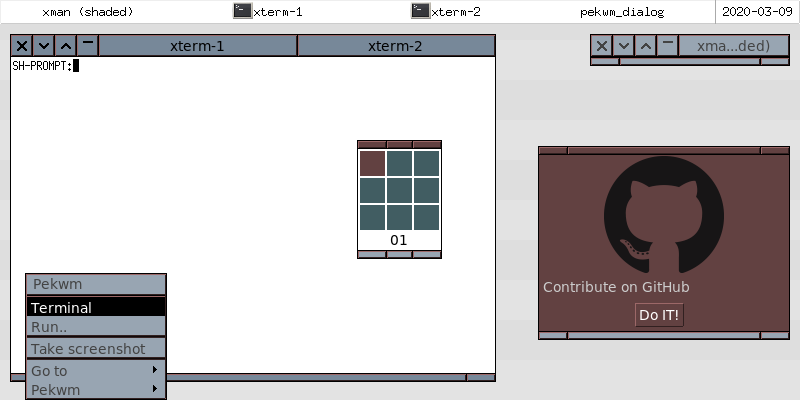 xman (shaded) xterm-1 xterm-2 pekwm_dialog 2020-03-09
xterm-1 xterm-2
xma...ded)
SH-PROMPT:
01
Pekwm
Terminal
Run..
Take screenshot
Go to
Pekwm
Contribute on GitHub
Do IT!